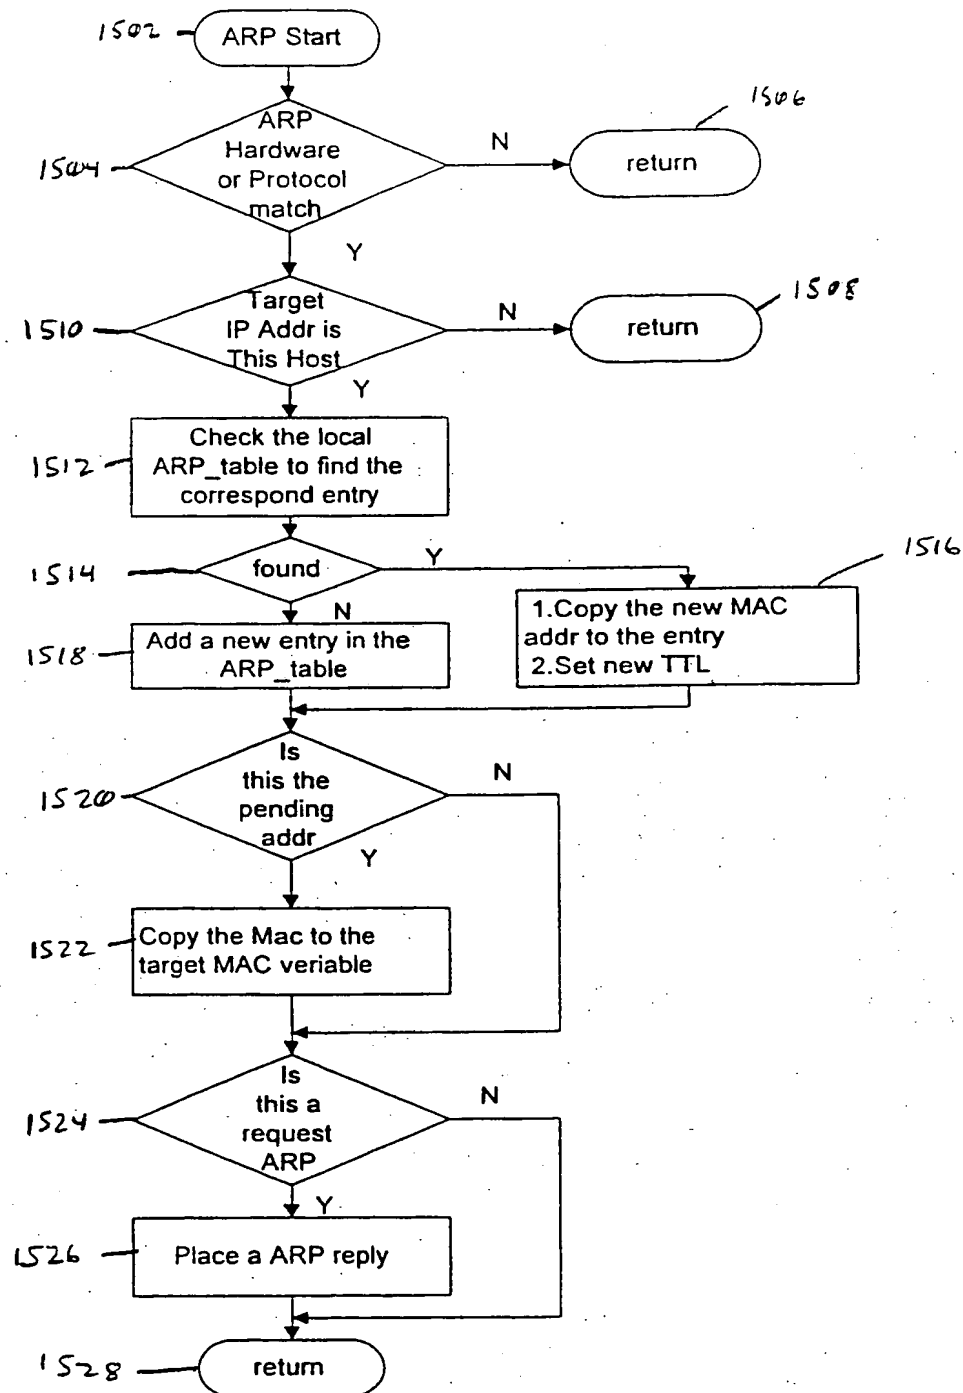 1502
ARP Start
1506
ARP
Hardware
or Protocol
match
N
return
1504
Y
1508
Target
IP Addr is
This Host
N
return
1510
Y
Check the local
ARP_table to find the
correspond entry
1512
1516
found
Y
1514
N
1.Copy the new MAC
addr to the entry
2.Set new TTL
Add a new entry in the
ARP_table
1518
Is
this the
pending
addr
N
1520
Y
Copy the Mac to the
target MAC veriable
1522
Is
this a
request
ARP
N
1524
Y
Place a ARP reply
1526
return
1528